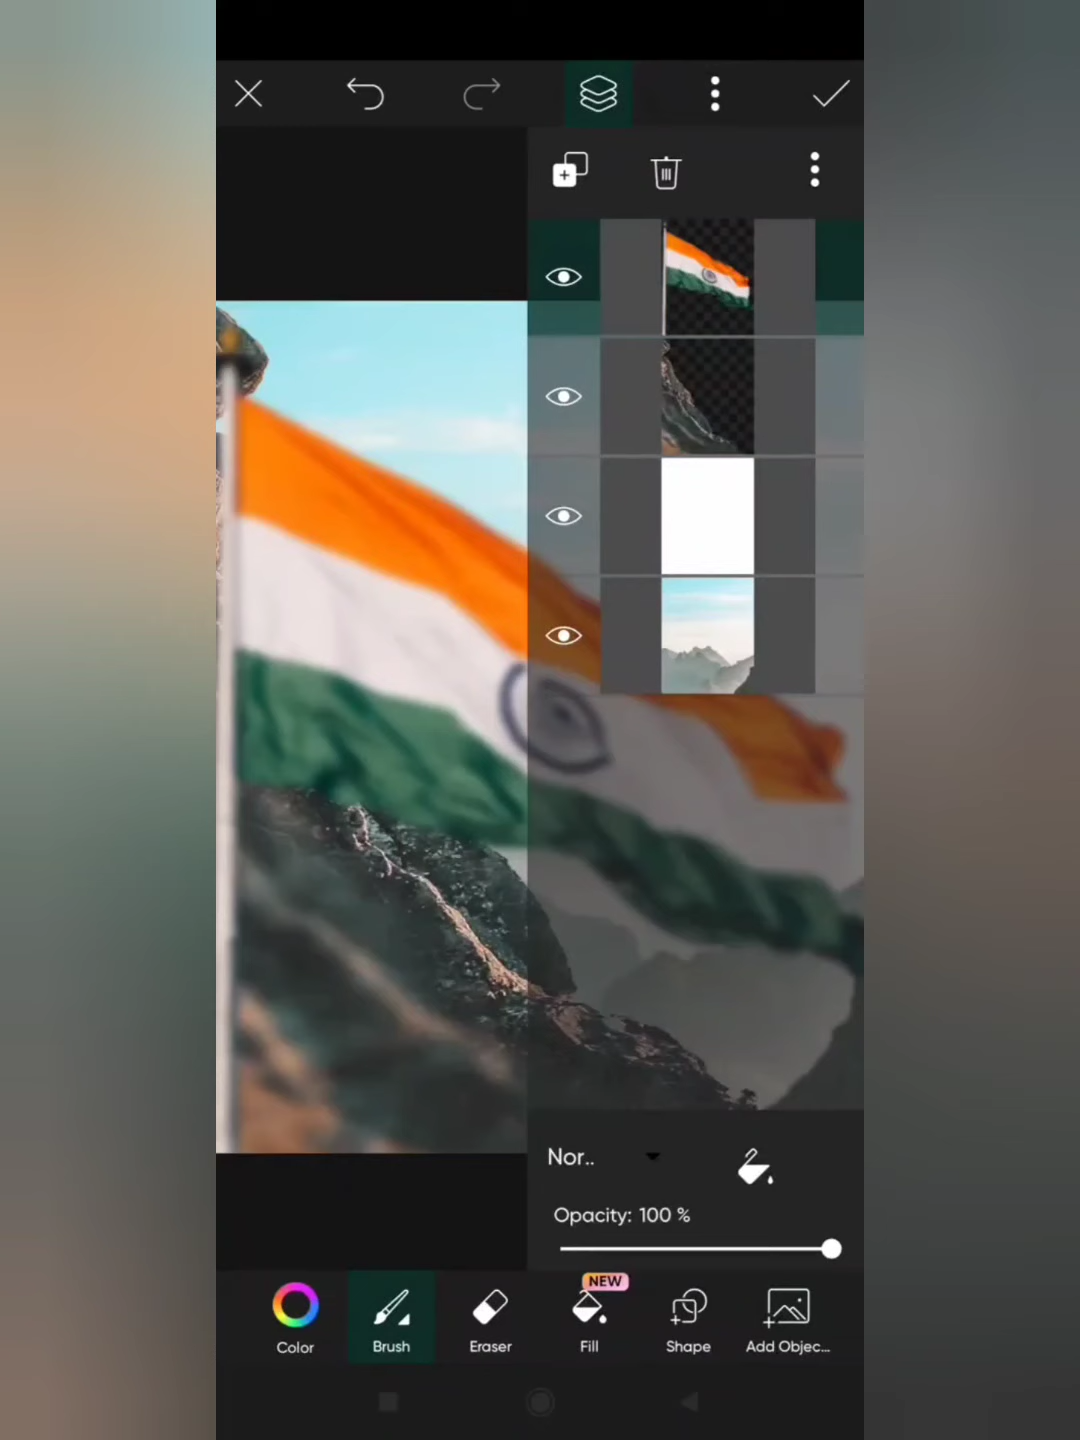 Nor..
Opacity: 100 %
NEW
Color
Brush
Eraser
Fill
Shape
Add Objec...